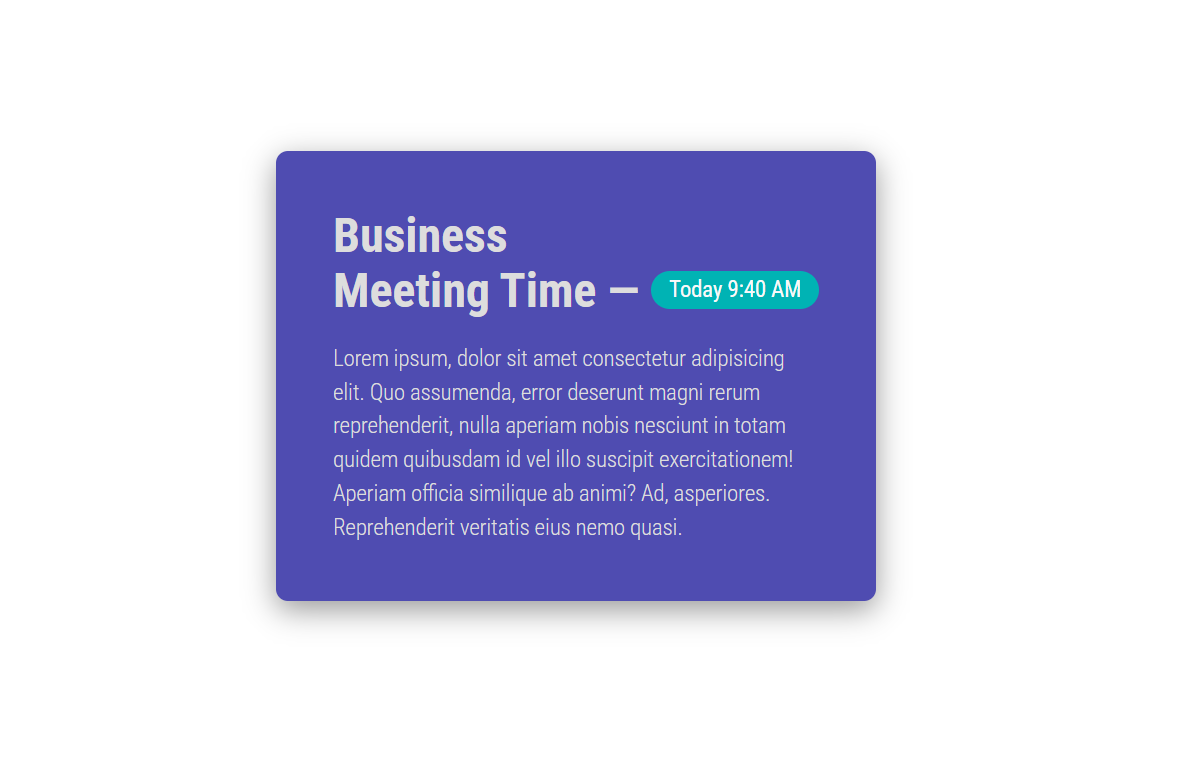 Business
Meeting Time — Today 9:40 AM
Lorem ipsum, dolor sit amet consectetur adipisicing
elit. Quo assumenda, error deserunt magni rerum
reprehenderit, nulla aperiam nobis nesciunt in totam
quidem quibusdam id vel illo suscipit exercitationem!
Aperiam officia similique ab animi? Ad, asperiores.
Reprehenderit veritatis eius nemo quasi.